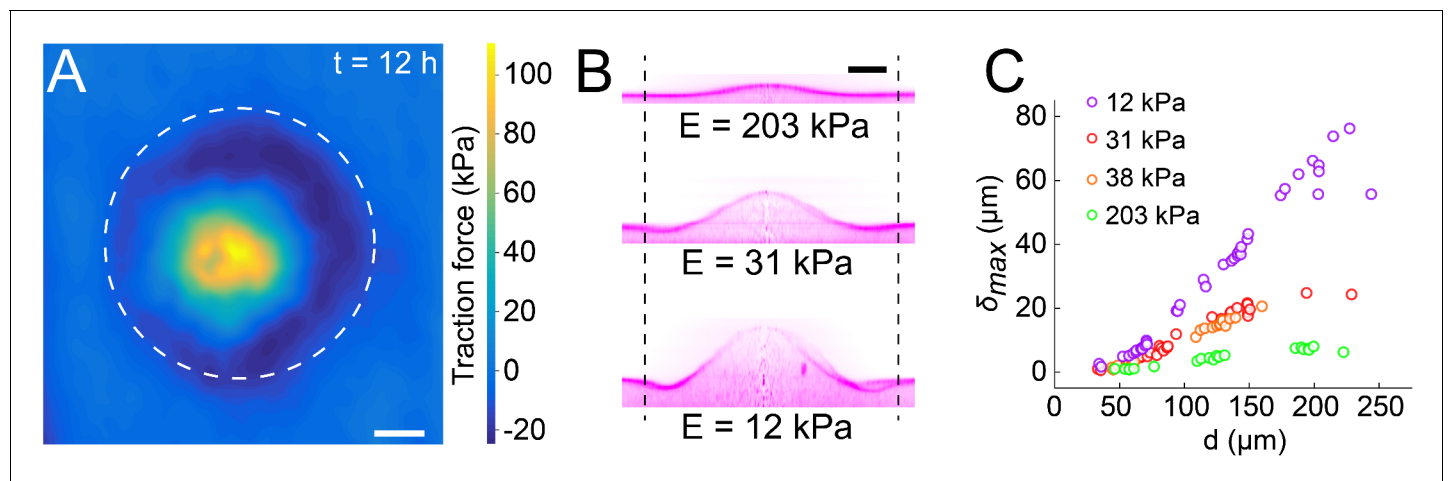 A
t = 12 h
100
80
60
40
20
0
-20
Traction force (kPa)
B
E = 203 kPa
E = 31 kPa
E = 12 kPa
C
12 kPa
31 kPa
38 kPa
203 kPa
80
60
40
20
0
δmax (μm)
0 50 100 150 200 250
d (μm)